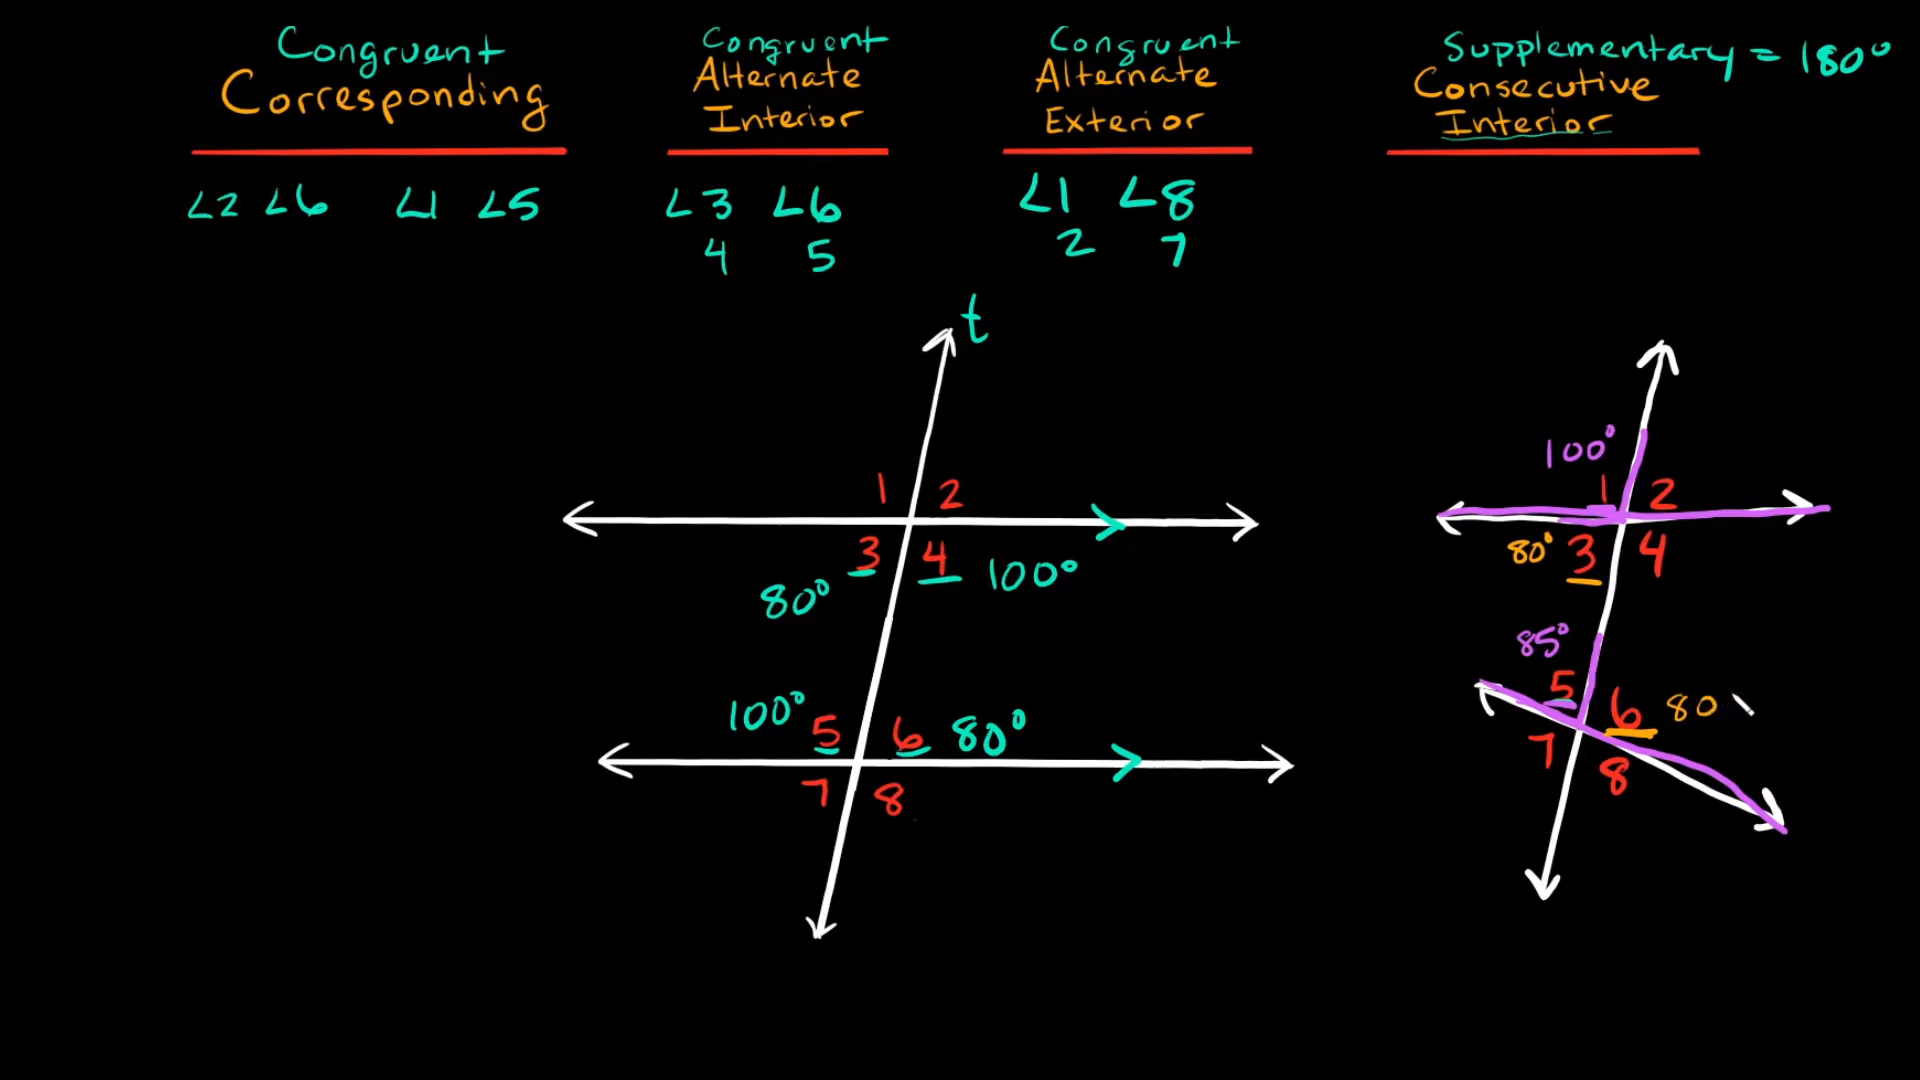 Congruent
Corresponding
∠2 ∠6 ∠1 ∠5
Congruent
Alternate
Interior
∠3 ∠6
4 5
Congruent
Alternate
Exterior
∠1 ∠8
2 7
Supplementary = 180°
Consecutive
Interior
t
1 2
3 4 100°
80°
100° 5 6 80°
7 8
100°
1 2
80° 3 4
85°
5 6 80
7 8